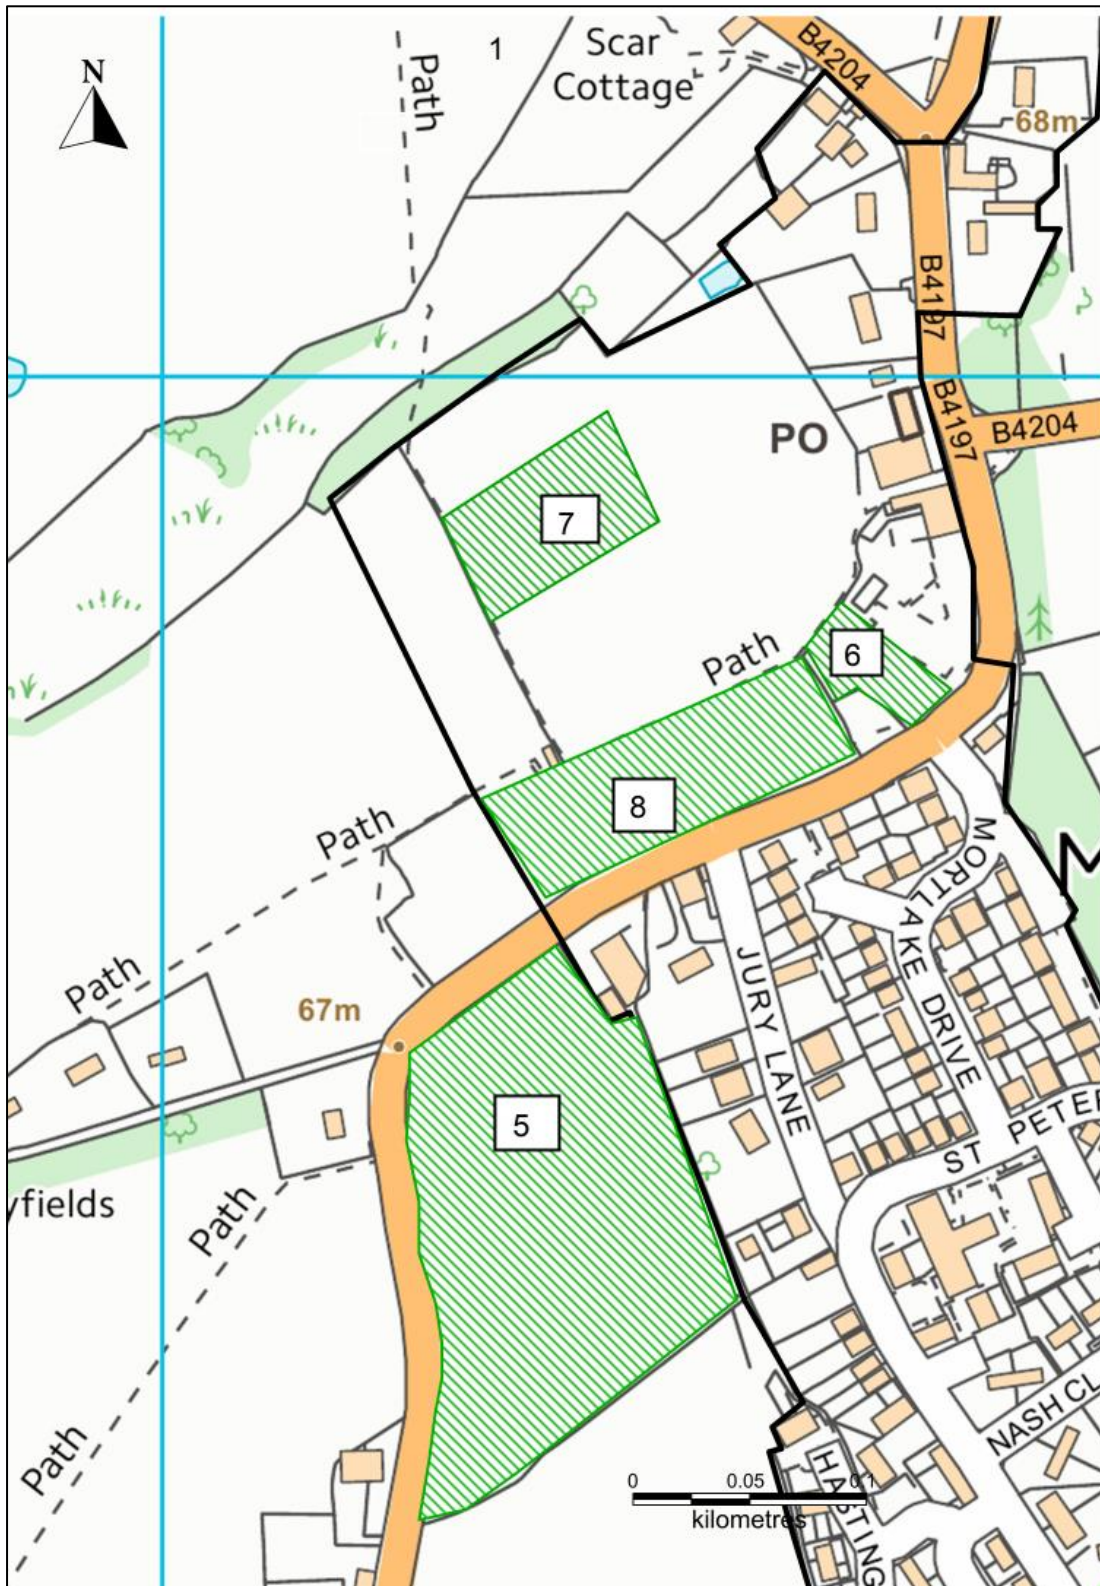 1
Scar
Cottage
B4204
N
Path
68m
B4197
B4197
B4204
PO
7
Path
6
8
Path
MORTLAKE DRIVE
Path
67m
JURY LANE
5
ST PETER
yfields
Path
NASH CL
Path
HASTING
0 0.05 0.1
kilometres